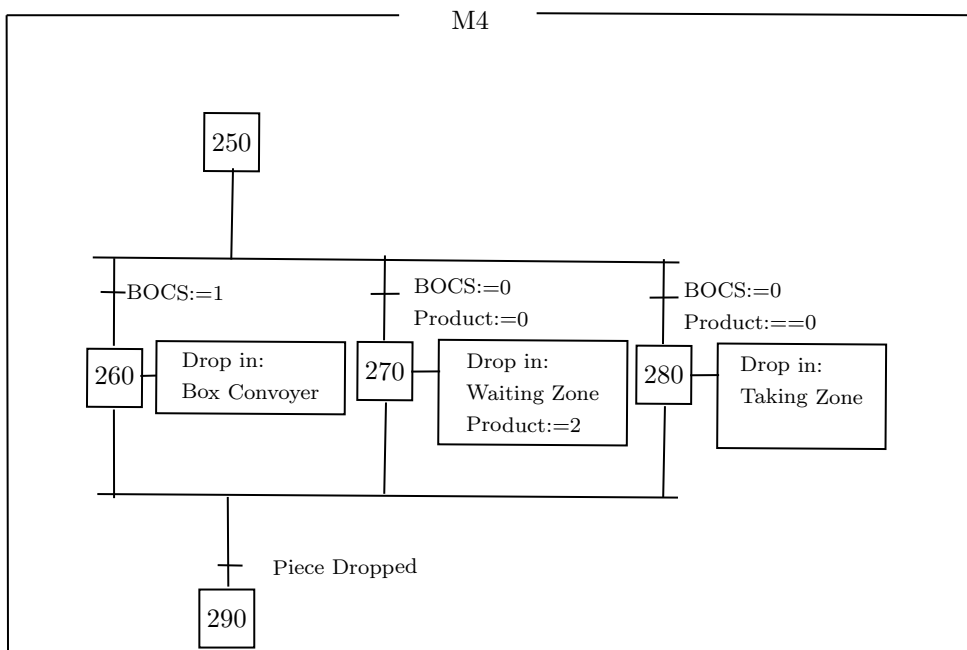 M4
250
BOCS:=1
BOCS:=0
Product:=0
BOCS:=0
Product:==0
260
Drop in:
Box Convoyer
270
Drop in:
Waiting Zone
Product:=2
280
Drop in:
Taking Zone
Piece Dropped
290